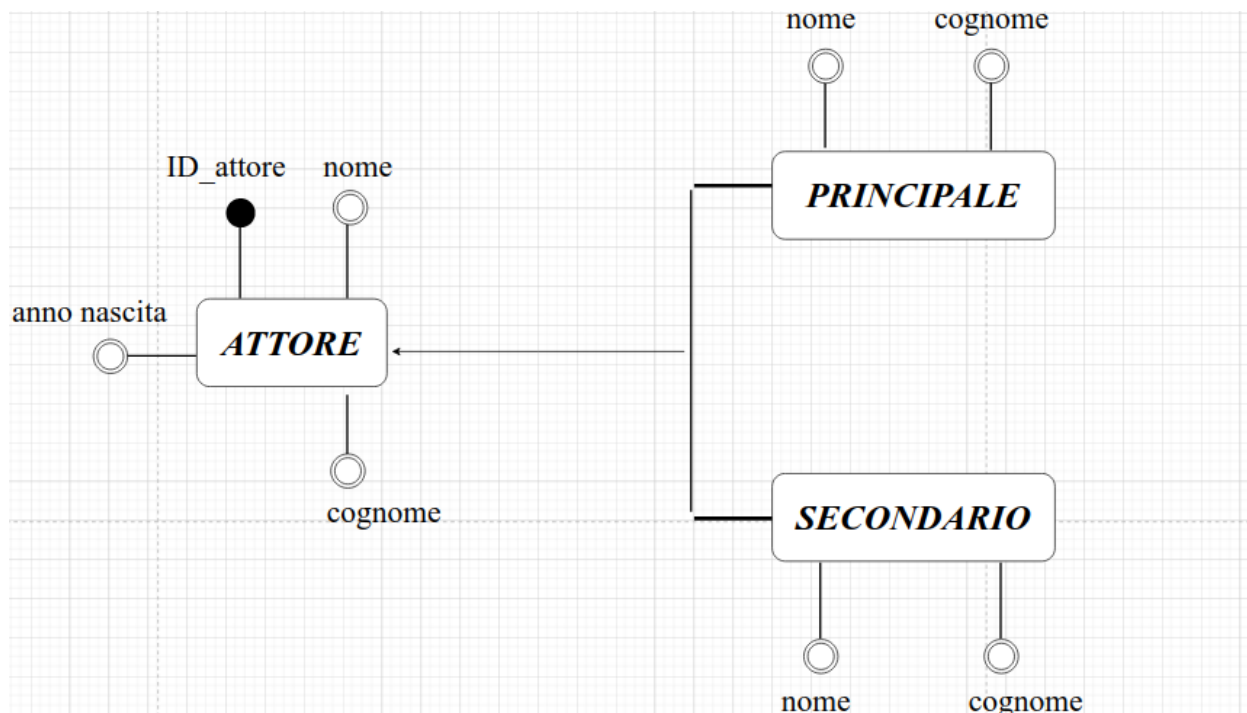 nome
cognome
ID_attore
nome
PRINCIPALE
anno nascita
ATTORE
cognome
SECONDARIO
nome
cognome